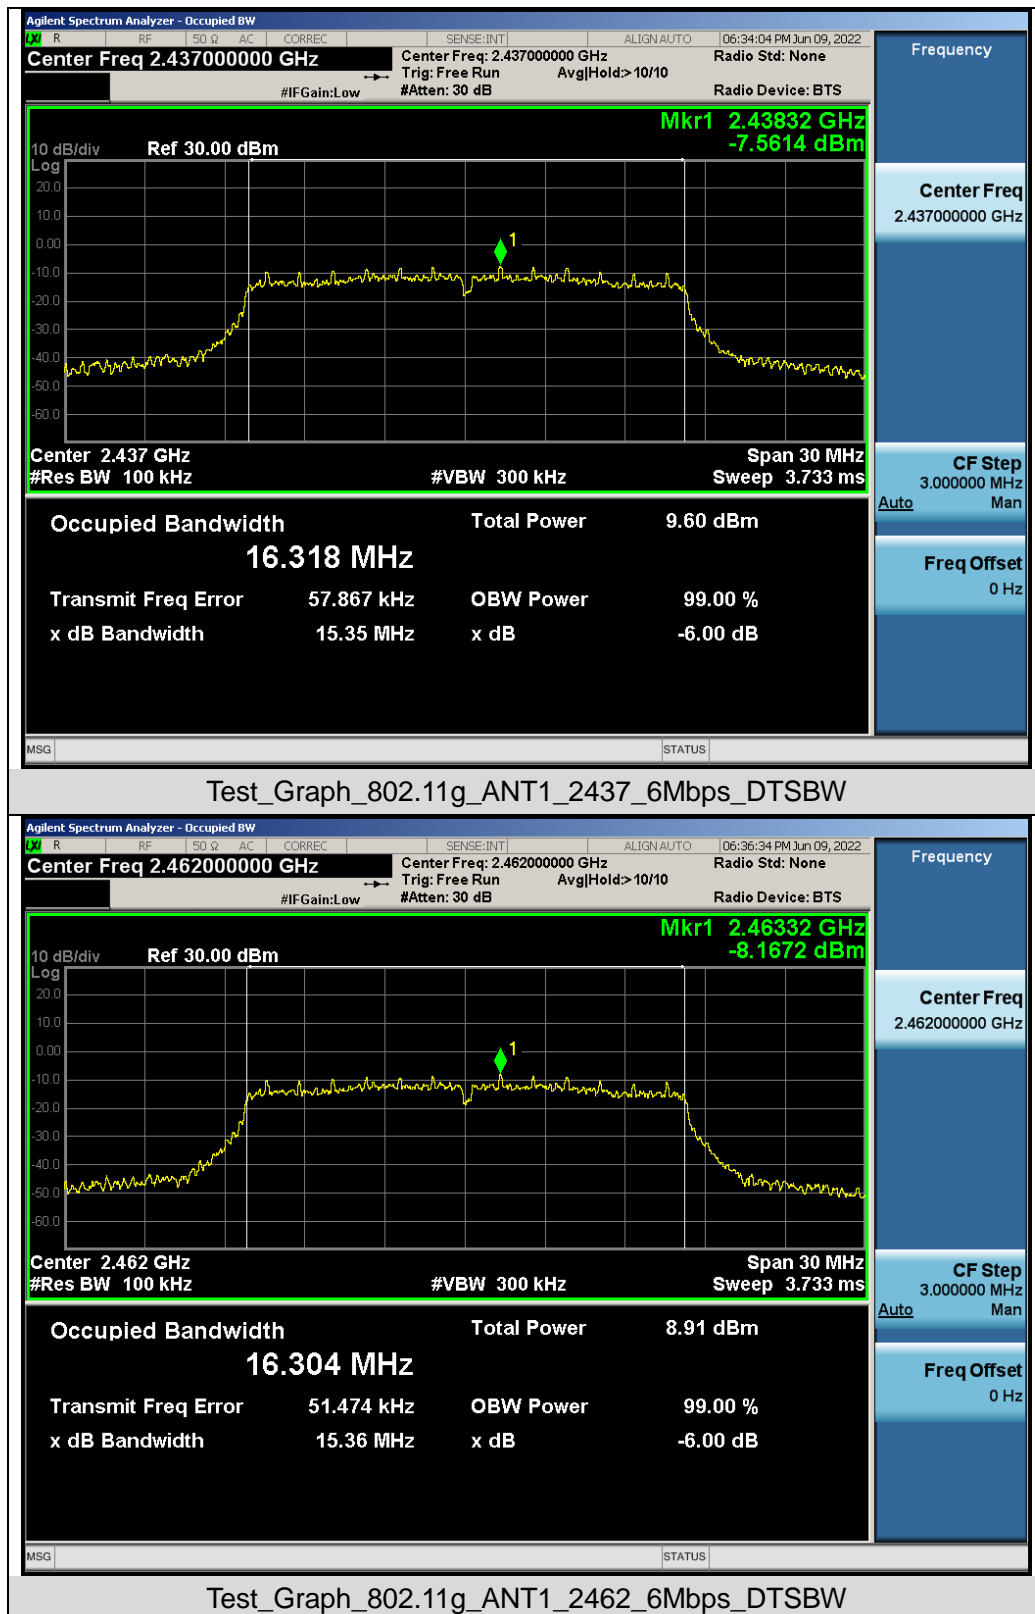 Agilent Spectrum Analyzer - Occupied BW
LXI R RF 50 Ω AC CORREC SENSE:INT ALIGN AUTO 06:34:04 PM Jun 09, 2022
Center Freq 2.437000000 GHz
Center Freq: 2.437000000 GHz
Radio Std: None
Trig: Free Run Avg|Hold:> 10/10
#IFGain:Low #Atten: 30 dB Radio Device: BTS
Mkr1 2.43832 GHz
-7.5614 dBm
10 dB/div Ref 30.00 dBm
Log
20.0
10.0
0.00
1
-10.0
-20.0
-30.0
-40.0
-50.0
-60.0
Center 2.437 GHz Span 30 MHz
#Res BW 100 kHz #VBW 300 kHz Sweep 3.733 ms
Occupied Bandwidth Total Power 9.60 dBm
16.318 MHz
Transmit Freq Error 57.867 kHz OBW Power 99.00 %
x dB Bandwidth 15.35 MHz x dB -6.00 dB
MSG STATUS
Frequency
Center Freq
2.437000000 GHz
CF Step
3.000000 MHz
Auto Man
Freq Offset
0 Hz
Test_Graph_802.11g_ANT1_2437_6Mbps_DTSBW
Agilent Spectrum Analyzer - Occupied BW
LXI R RF 50 Ω AC CORREC SENSE:INT ALIGN AUTO 06:36:34 PM Jun 09, 2022
Center Freq 2.462000000 GHz
Center Freq: 2.462000000 GHz
Radio Std: None
Trig: Free Run Avg|Hold:> 10/10
#IFGain:Low #Atten: 30 dB Radio Device: BTS
Mkr1 2.46332 GHz
-8.1672 dBm
10 dB/div Ref 30.00 dBm
Log
20.0
10.0
0.00
1
-10.0
-20.0
-30.0
-40.0
-50.0
-60.0
Center 2.462 GHz Span 30 MHz
#Res BW 100 kHz #VBW 300 kHz Sweep 3.733 ms
Occupied Bandwidth Total Power 8.91 dBm
16.304 MHz
Transmit Freq Error 51.474 kHz OBW Power 99.00 %
x dB Bandwidth 15.36 MHz x dB -6.00 dB
MSG STATUS
Frequency
Center Freq
2.462000000 GHz
CF Step
3.000000 MHz
Auto Man
Freq Offset
0 Hz
Test_Graph_802.11g_ANT1_2462_6Mbps_DTSBW